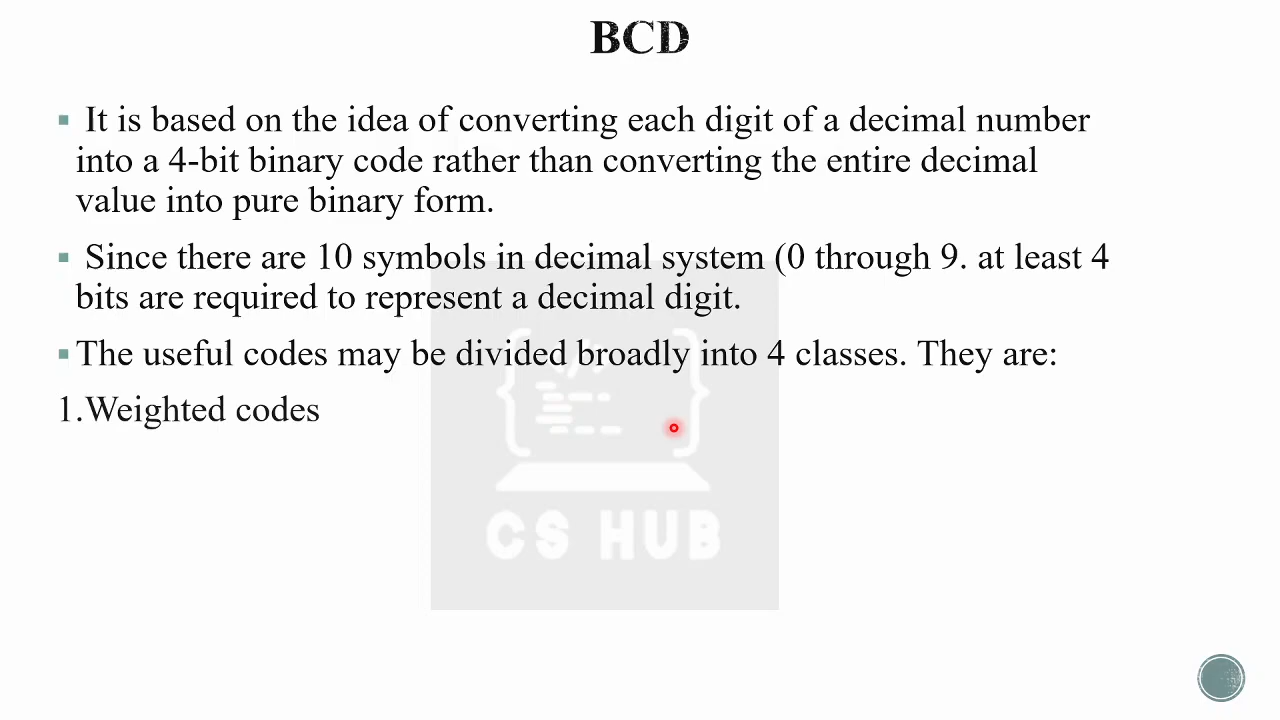 BCD
It is based on the idea of converting each digit of a decimal number
into a 4-bit binary code rather than converting the entire decimal
value into pure binary form.
Since there are 10 symbols in decimal system (0 through 9. at least 4
bits are required to represent a decimal digit.
The useful codes may be divided broadly into 4 classes. They are:
1.Weighted codes
CS HUB